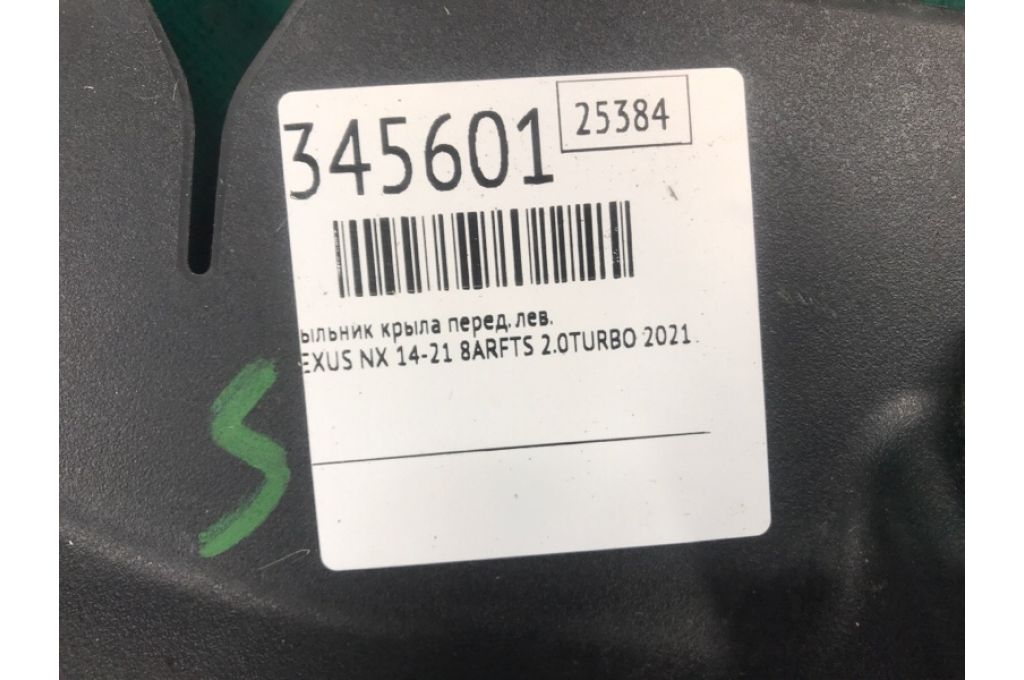 345601
25384
ыльник крыла перед. лев.
EXUS NX 14-21 8ARFTS 2.0TURBO 2021
S